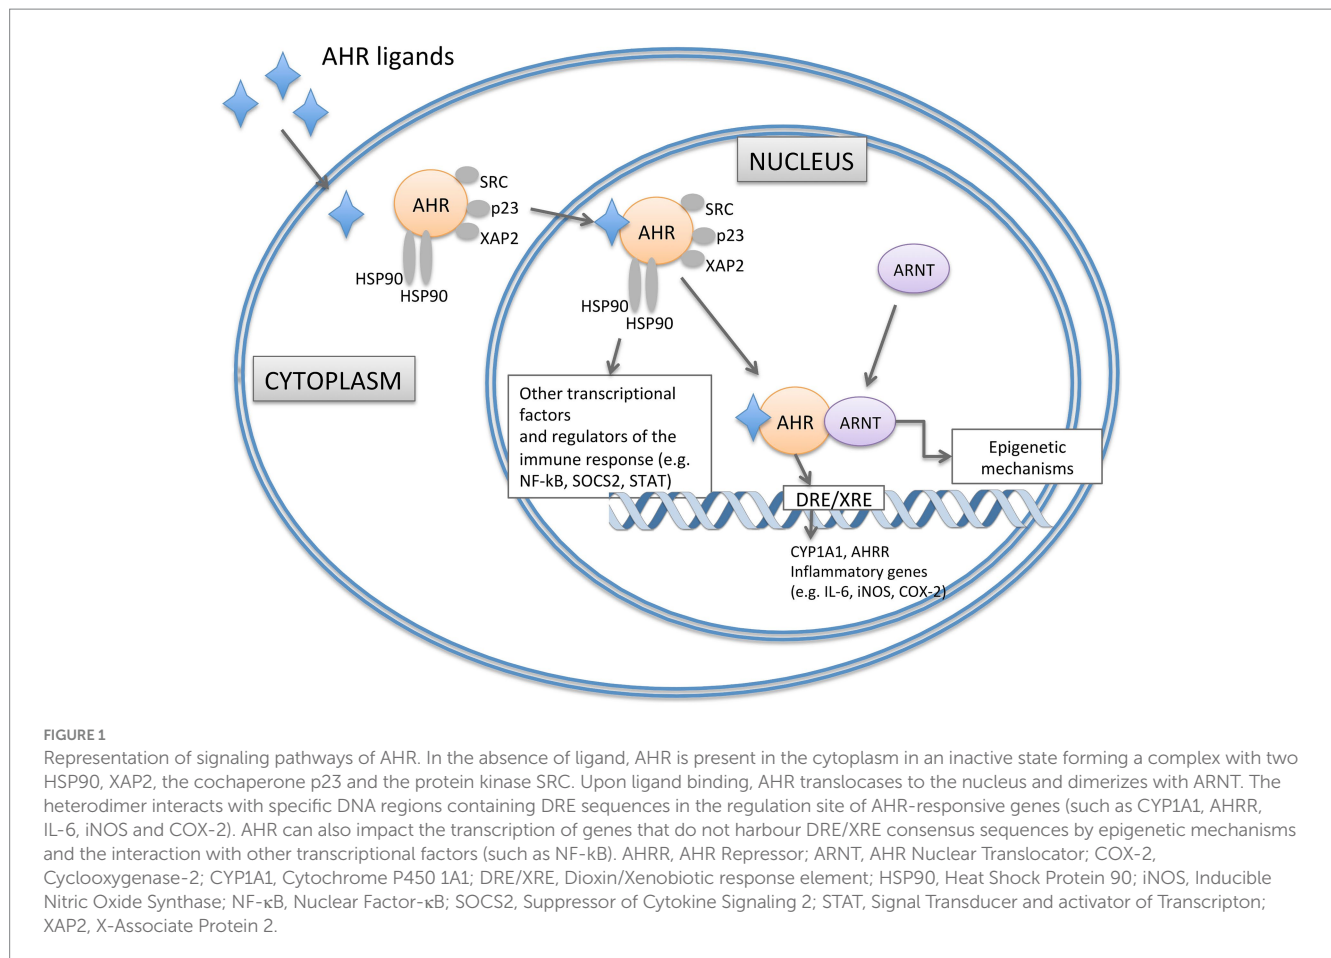 AHR ligands
NUCLEUS
AHR
SRC
p23
XAP2
HSP90
HSP90
AHR
SRC
p23
XAP2
HSP90
HSP90
ARNT
CYTOPLASM
Other transcriptional
factors
and regulators of the
immune response (e.g.
NF-kB, SOCS2, STAT)
AHR
ARNT
Epigenetic
mechanisms
DRE/XRE
CYP1A1, AHRR
Inflammatory genes
(e.g. IL-6, iNOS, COX-2)
FIGURE 1
Representation of signaling pathways of AHR. In the absence of ligand, AHR is present in the cytoplasm in an inactive state forming a complex with two
HSP90, XAP2, the cochaperone p23 and the protein kinase SRC. Upon ligand binding, AHR translocases to the nucleus and dimerizes with ARNT. The
heterodimer interacts with specific DNA regions containing DRE sequences in the regulation site of AHR-responsive genes (such as CYP1A1, AHRR,
IL-6, iNOS and COX-2). AHR can also impact the transcription of genes that do not harbour DRE/XRE consensus sequences by epigenetic mechanisms
and the interaction with other transcriptional factors (such as NF-kB). AHRR, AHR Repressor; ARNT, AHR Nuclear Translocator; COX-2,
Cyclooxygenase-2; CYP1A1, Cytochrome P450 1A1; DRE/XRE, Dioxin/Xenobiotic response element; HSP90, Heat Shock Protein 90; iNOS, Inducible
Nitric Oxide Synthase; NF-κB, Nuclear Factor-κB; SOCS2, Suppressor of Cytokine Signaling 2; STAT, Signal Transducer and activator of Transcripton;
XAP2, X-Associate Protein 2.